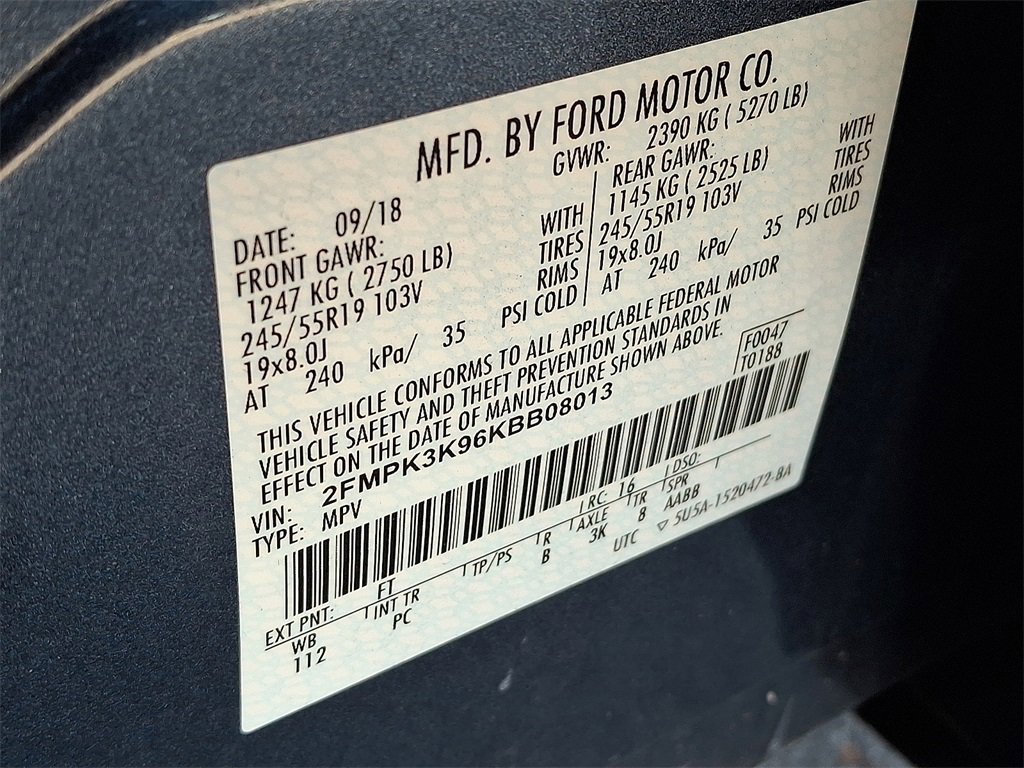 MFD. BY FORD MOTOR CO.
DATE: 09/18 GVWR: 2390 KG ( 5270 LB)
FRONT GAWR: REAR GAWR:
1247 KG ( 2750 LB) WITH 1145 KG ( 2525 LB) WITH
245/55R19 103V TIRES 245/55R19 103V TIRES
19x8.0J RIMS 19x8.0J RIMS
AT 240 kPa/ 35 PSI COLD AT 240 kPa/ 35 PSI COLD
THIS VEHICLE CONFORMS TO ALL APPLICABLE FEDERAL MOTOR
VEHICLE SAFETY AND THEFT PREVENTION STANDARDS IN
EFFECT ON THE DATE OF MANUFACTURE SHOWN ABOVE.
VIN: 2FMPK3K96KBB08013 F0047
TYPE: MPV T0188
EXT PNT: FT RC: 16 DSO:
WB INT TR TP/PS R AXLE TR SPR
112 PC B 3K 8 AABB
UTC ▽ 5U5A-1520472-BA